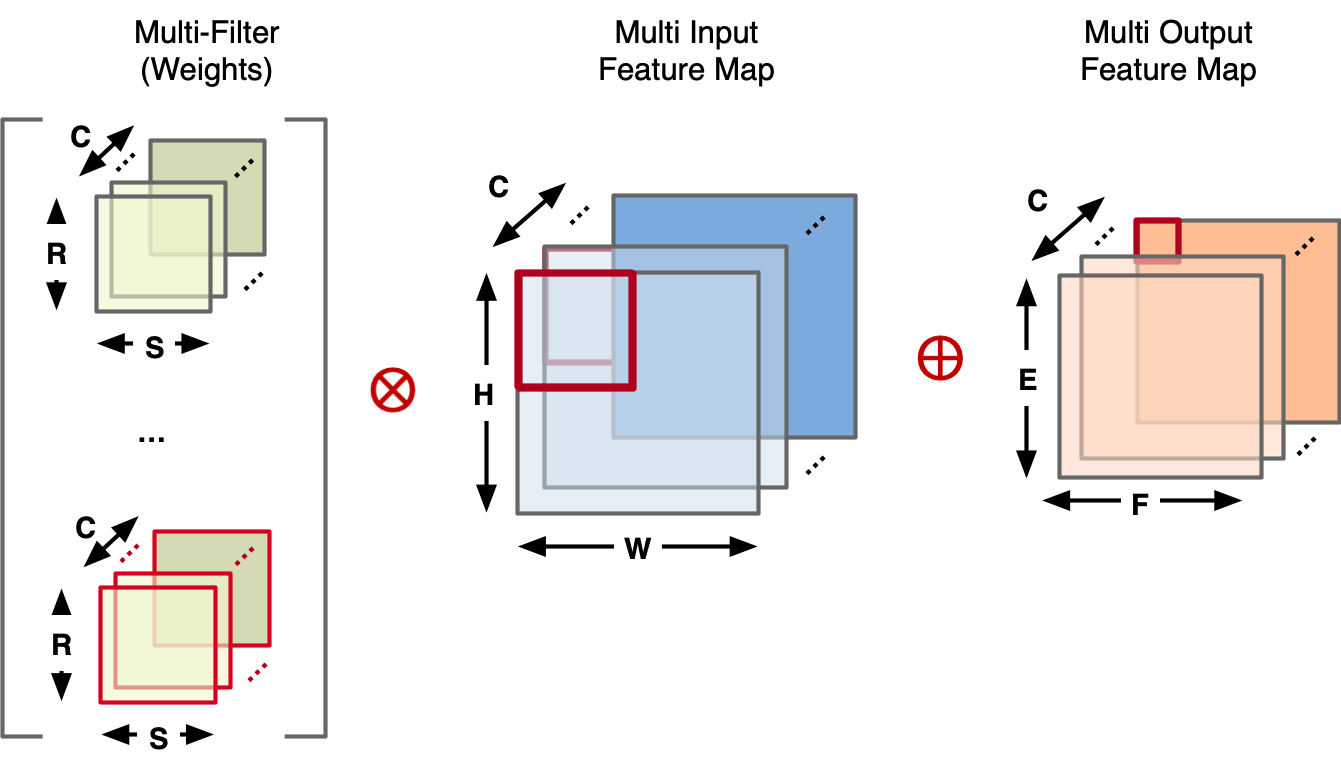 Multi-Filter
(Weights)
Multi Input
Feature Map
Multi Output
Feature Map
C
R
S
...
C
R
S
C
H
W
C
E
F